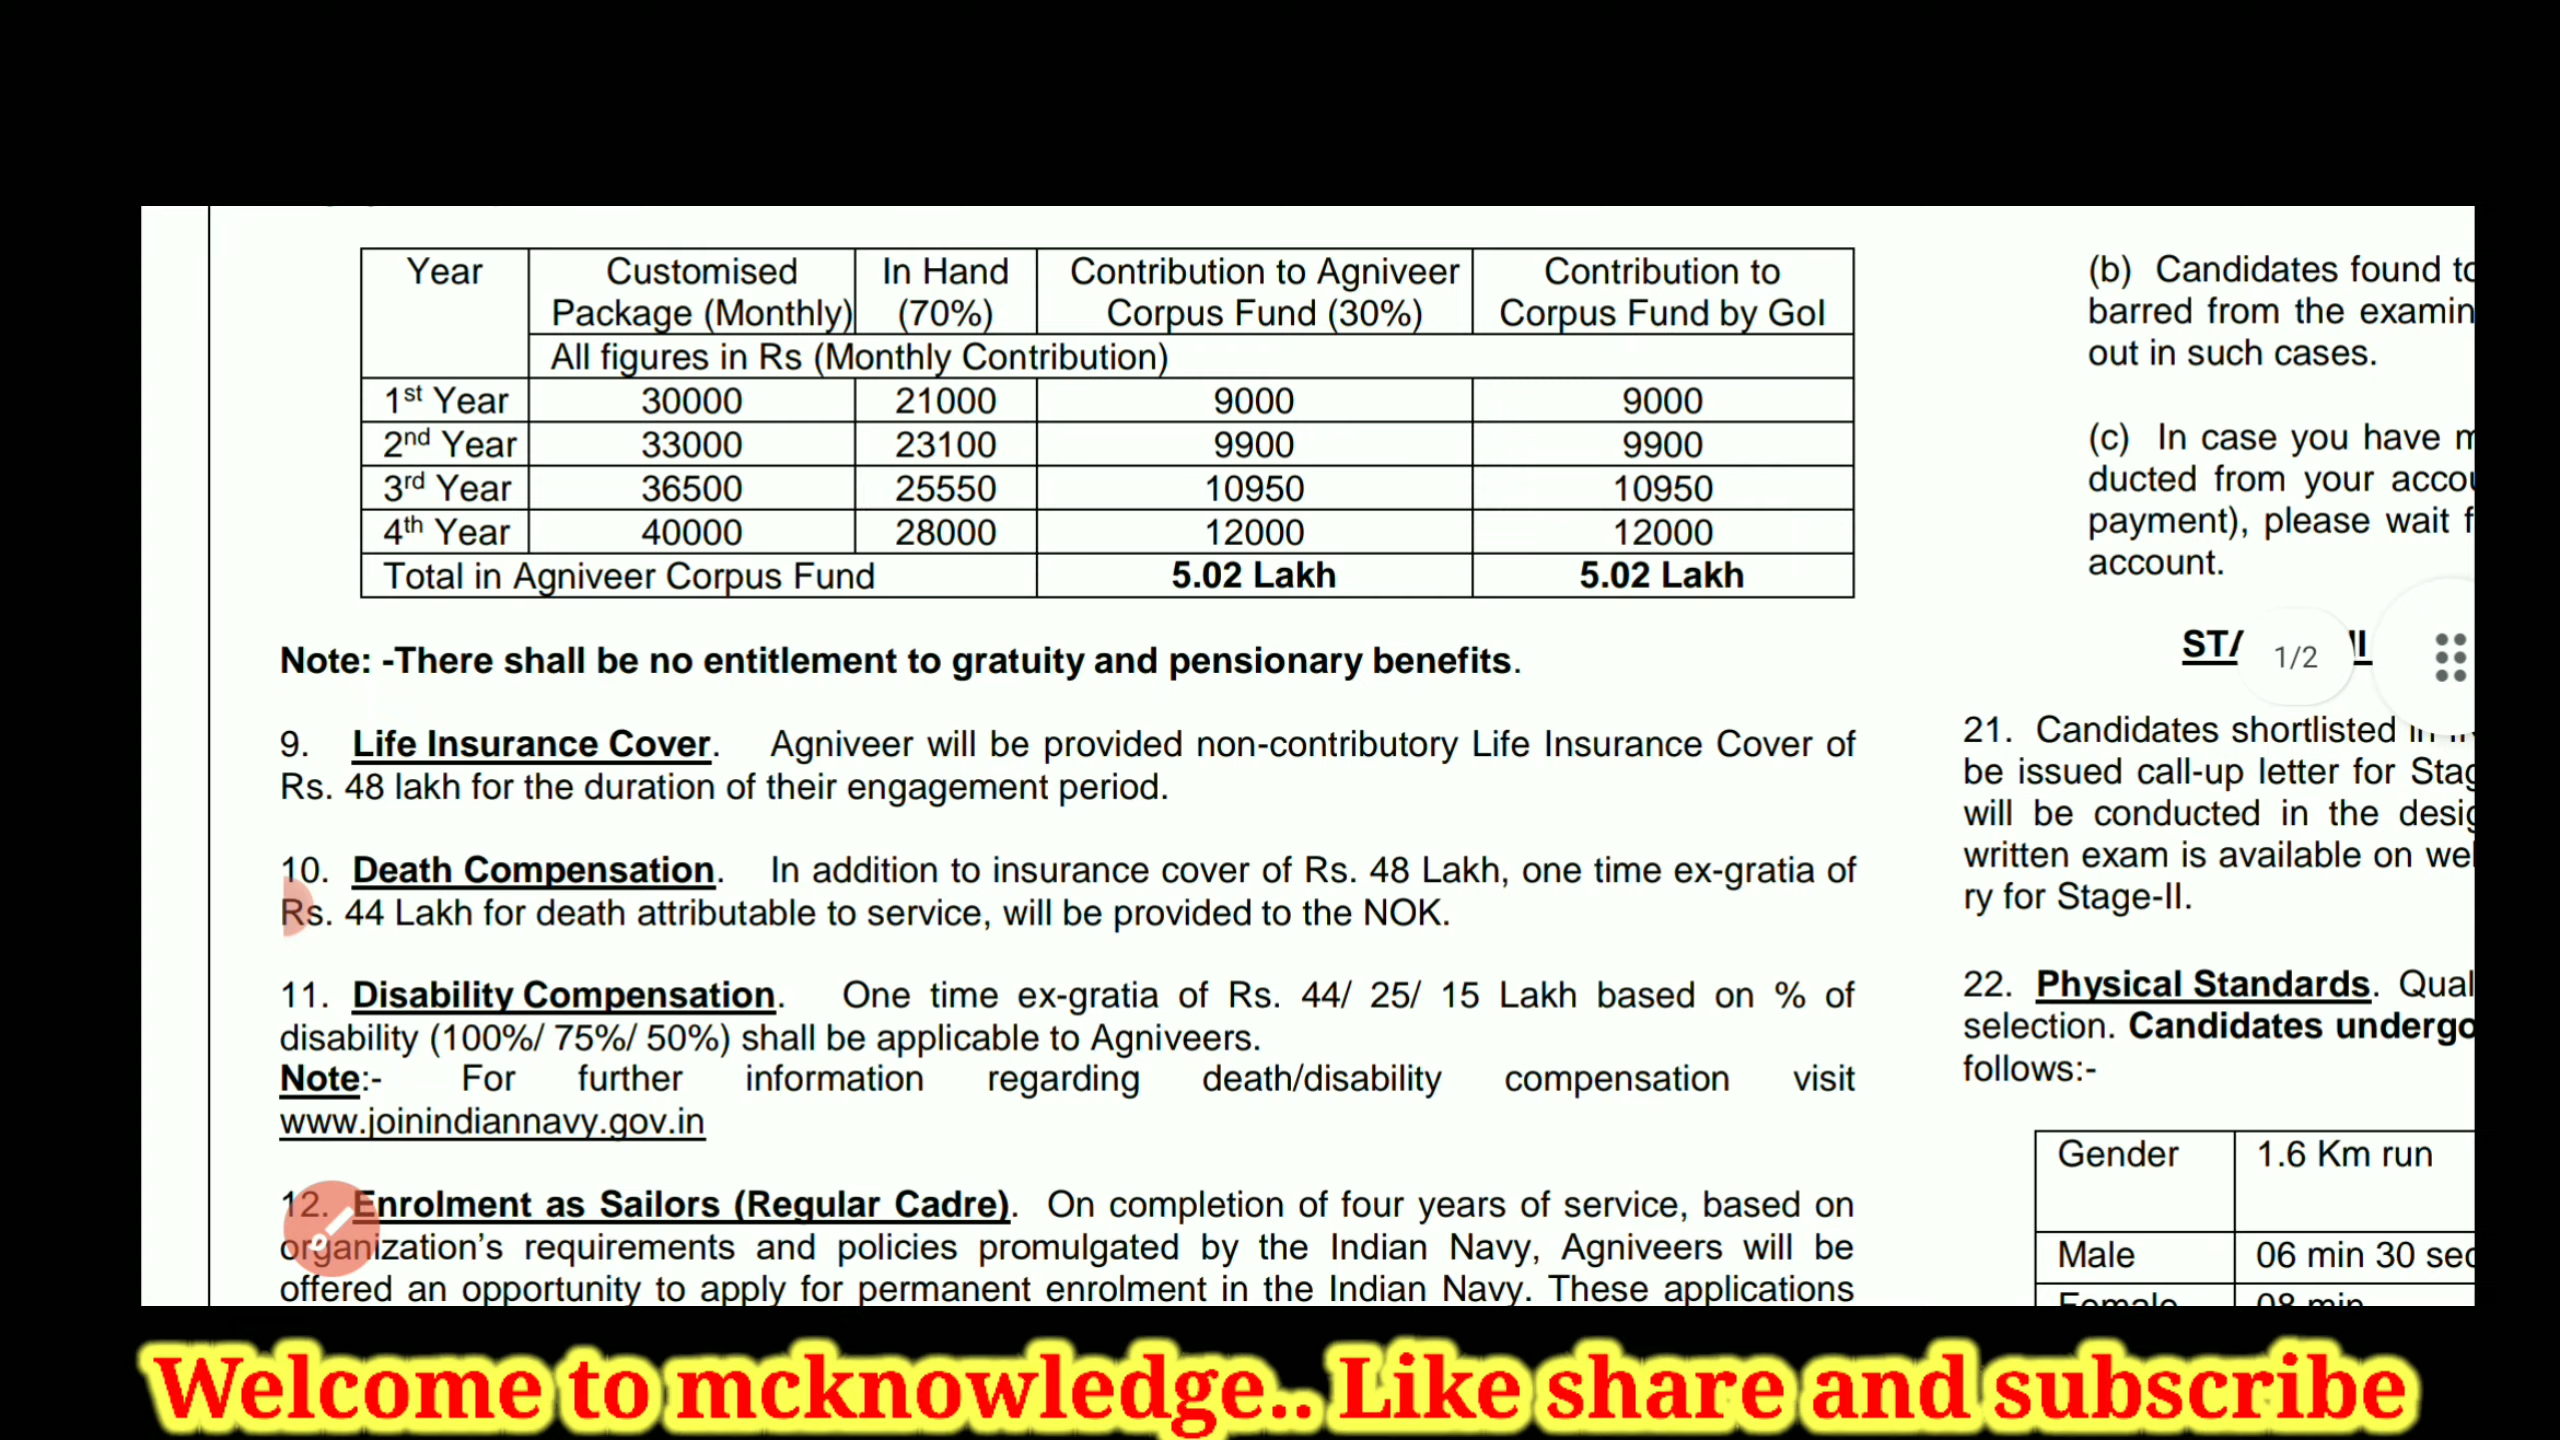 Year Customised Package (Monthly) In Hand (70%) Contribution to Agniveer Corpus Fund (30%) Contribution to Corpus Fund by GoI
All figures in Rs (Monthly Contribution)
1st Year 30000 21000 9000 9000
2nd Year 33000 23100 9900 9900
3rd Year 36500 25550 10950 10950
4th Year 40000 28000 12000 12000
Total in Agniveer Corpus Fund 5.02 Lakh 5.02 Lakh
Note: -There shall be no entitlement to gratuity and pensionary benefits.
9. Life Insurance Cover. Agniveer will be provided non-contributory Life Insurance Cover of
Rs. 48 lakh for the duration of their engagement period.
10. Death Compensation. In addition to insurance cover of Rs. 48 Lakh, one time ex-gratia of
Rs. 44 Lakh for death attributable to service, will be provided to the NOK.
11. Disability Compensation. One time ex-gratia of Rs. 44/ 25/ 15 Lakh based on % of
disability (100%/ 75%/ 50%) shall be applicable to Agniveers.
Note:- For further information regarding death/disability compensation visit
www.joinindiannavy.gov.in
12. Enrolment as Sailors (Regular Cadre). On completion of four years of service, based on
organization's requirements and policies promulgated by the Indian Navy, Agniveers will be
offered an opportunity to apply for permanent enrolment in the Indian Navy. These applications
(b) Candidates found
barred from the
out in such cases.
(c) In case you have
ducted from your
payment), please wait
account.
1/2
21. Candidates shortlisted
be issued call-up letter for
will be conducted in the
written exam is available on
ry for Stage-II.
22. Physical Standards.
selection. Candidates
follows:-
Gender 1.6 Km run
Male 06 min 30
Female 08 min
Welcome to mcknowledge.. Like share and subscribe